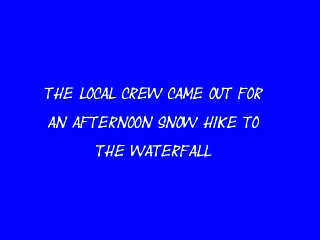 THE LOCAL CREW CAME OUT FOR
AN AFTERNOON SNOW HIKE TO
THE WATERFALL